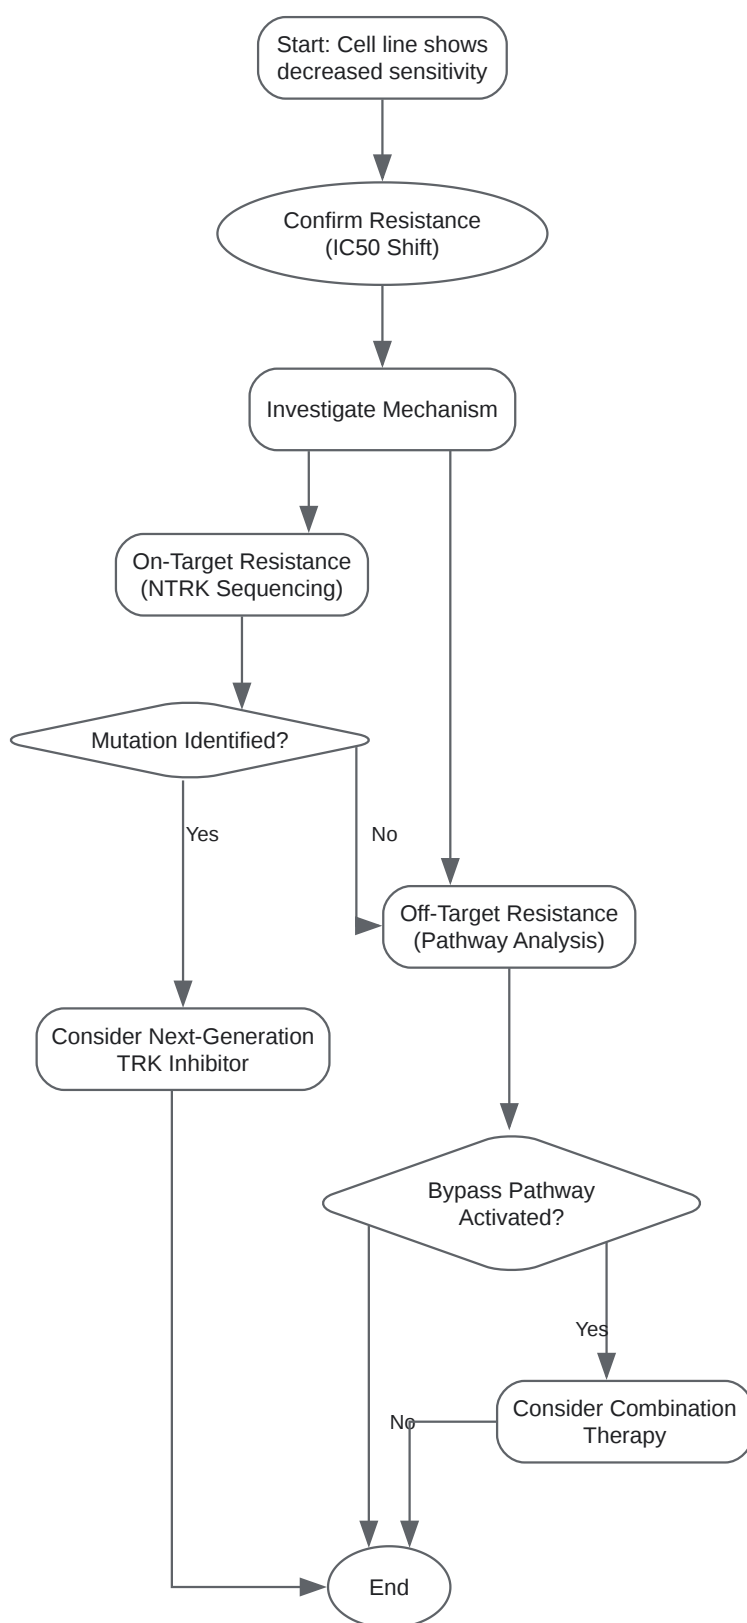 Start: Cell line shows
decreased sensitivity
Confirm Resistance
(IC50 Shift)
Investigate Mechanism
On-Target Resistance
(NTRK Sequencing)
Mutation Identified?
Yes
No
Off-Target Resistance
(Pathway Analysis)
Consider Next-Generation
TRK Inhibitor
Bypass Pathway
Activated?
Yes
Consider Combination
Therapy
No
End